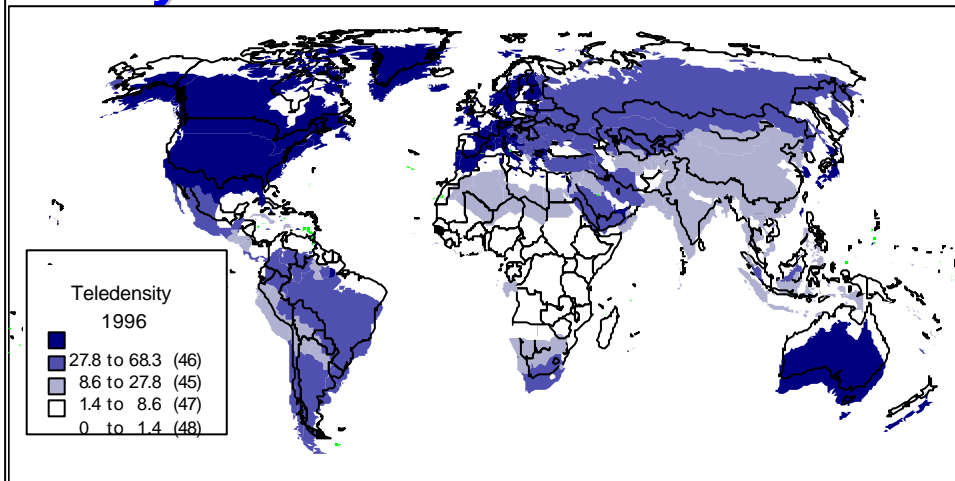 Teledensity
1996
27.8 to 68.3 (46)
8.6 to 27.8 (45)
1.4 to 8.6 (47)
0 to 1.4 (48)